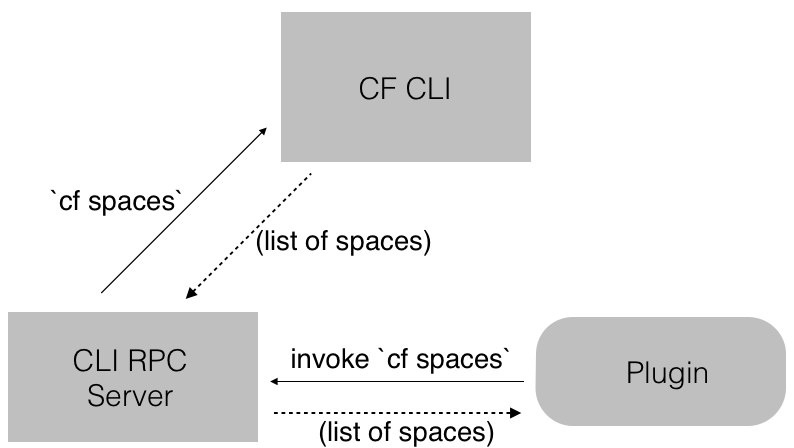 CF CLI
`cf spaces`
(list of spaces)
CLI RPC
Server
invoke `cf spaces`
Plugin
(list of spaces)